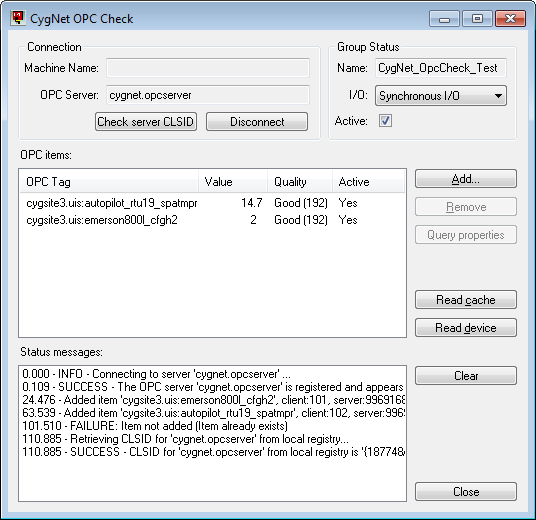 CygNet OPC Check
Connection
Machine Name:
OPC Server: cygnet.opcserver
Check server CLSID Disconnect
Group Status
Name: CygNet_OpcCheck_Test
I/O: Synchronous I/O
Active:
OPC items:
OPC Tag Value Quality Active
cygsite3.uis:autopilot_rtu19_spatmpr 14.7 Good (192) Yes
cygsite3.uis:emerson800l_cfgh2 2 Good (192) Yes
Add...
Remove
Query properties
Read cache
Read device
Status messages:
0.000 - INFO - Connecting to server 'cygnet.opcserver' ...
0.109 - SUCCESS - The OPC server 'cygnet.opcserver' is registered and appears
24.476 - Added item 'cygsite3.uis:emerson800l_cfgh2', client:101, server:9969168
63.539 - Added item 'cygsite3.uis:autopilot_rtu19_spatmpr', client:102, server:996
101.510 - FAILURE: Item not added (Item already exists)
110.885 - Retrieving CLSID for 'cygnet.opcserver' from local registry...
110.885 - SUCCESS - CLSID for 'cygnet.opcserver' from local registry is '{187748
Clear
Close